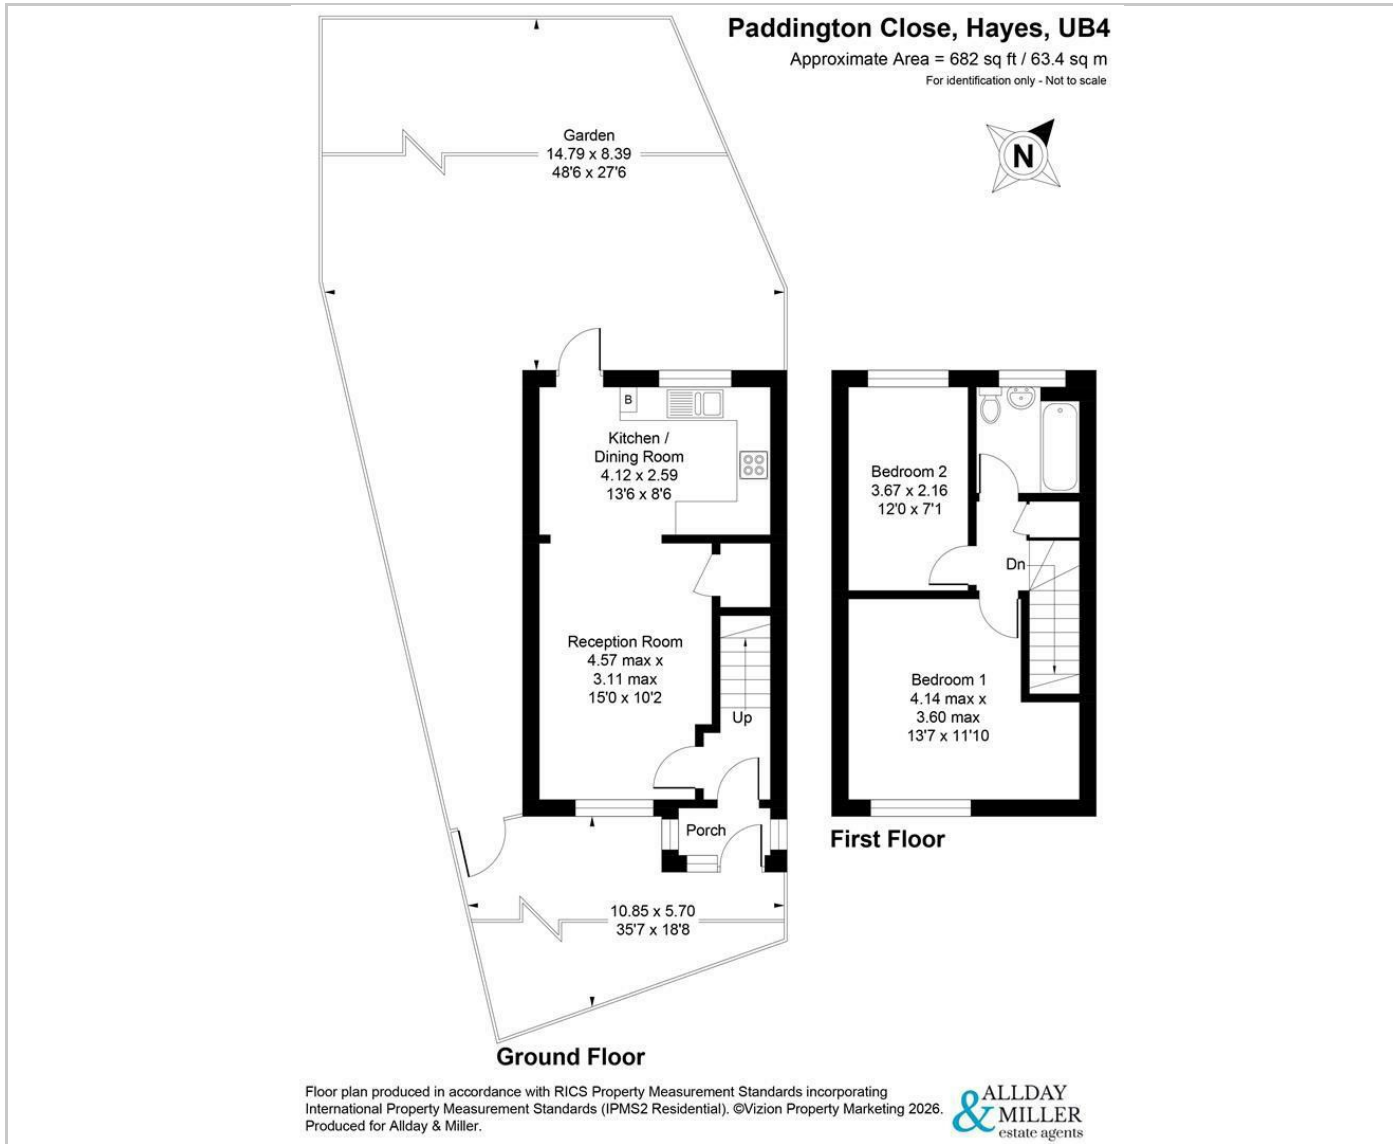 Paddington Close, Hayes, UB4
Approximate Area = 682 sq ft / 63.4 sq m
For identification only - Not to scale
N
Garden
14.79 x 8.39
48'6 x 27'6
B
Kitchen /
Dining Room
4.12 x 2.59
13'6 x 8'6
Reception Room
4.57 max x
3.11 max
15'0 x 10'2
Up
Porch
10.85 x 5.70
35'7 x 18'8
Ground Floor
Bedroom 2
3.67 x 2.16
12'0 x 7'1
Dn
Bedroom 1
4.14 max x
3.60 max
13'7 x 11'10
First Floor
Floor plan produced in accordance with RICS Property Measurement Standards incorporating
International Property Measurement Standards (IPMS2 Residential). ©Vizion Property Marketing 2026.
Produced for Allday & Miller.
ALLDAY
& MILLER
estate agents